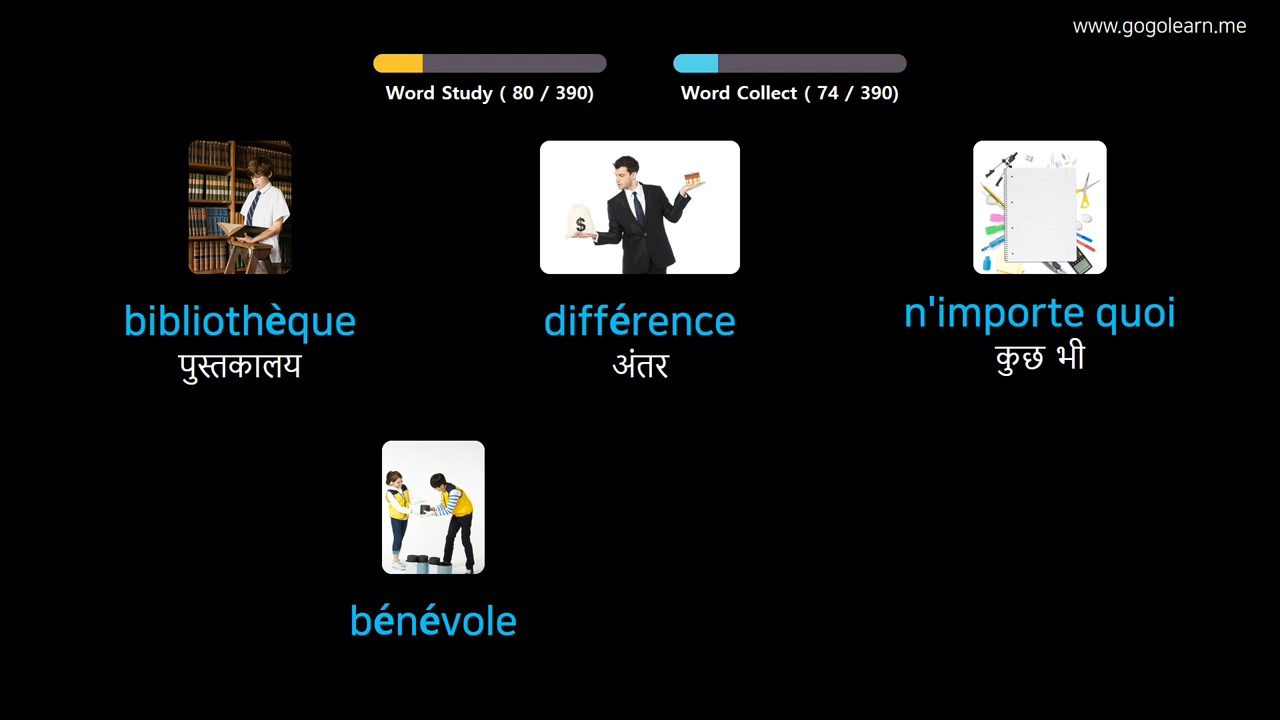 www.gogolearn.me
Word Study ( 80 / 390)
Word Collect ( 74 / 390)
bibliothèque
पुस्तकालय
différence
अंतर
n'importe quoi
कुछ भी
$
bénévole